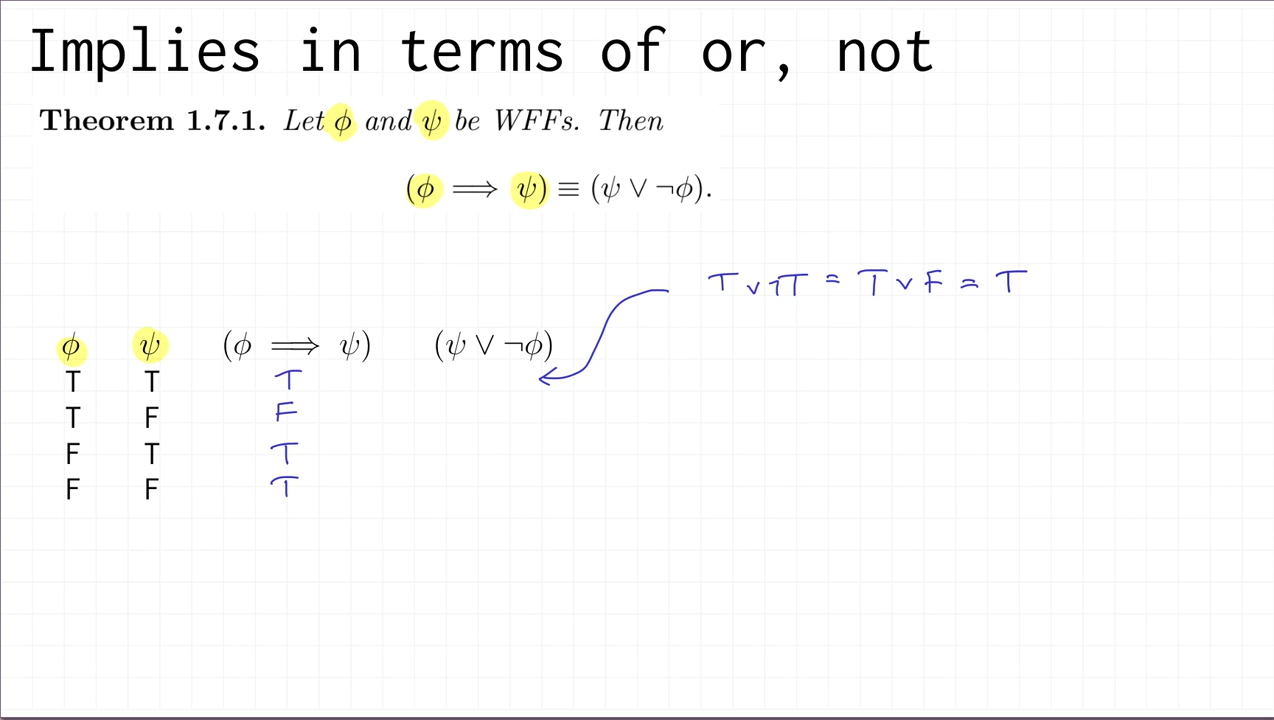 Implies in terms of or, not
Theorem 1.7.1. Let ϕ and ψ be WFFs. Then
(ϕ ⟹ ψ) ≡ (ψ ∨ ¬ϕ).
T ∨ ¬T = T ∨ F = T
ϕ ψ (ϕ ⟹ ψ) (ψ ∨ ¬ϕ)
T T T
T F F
F T T
F F T